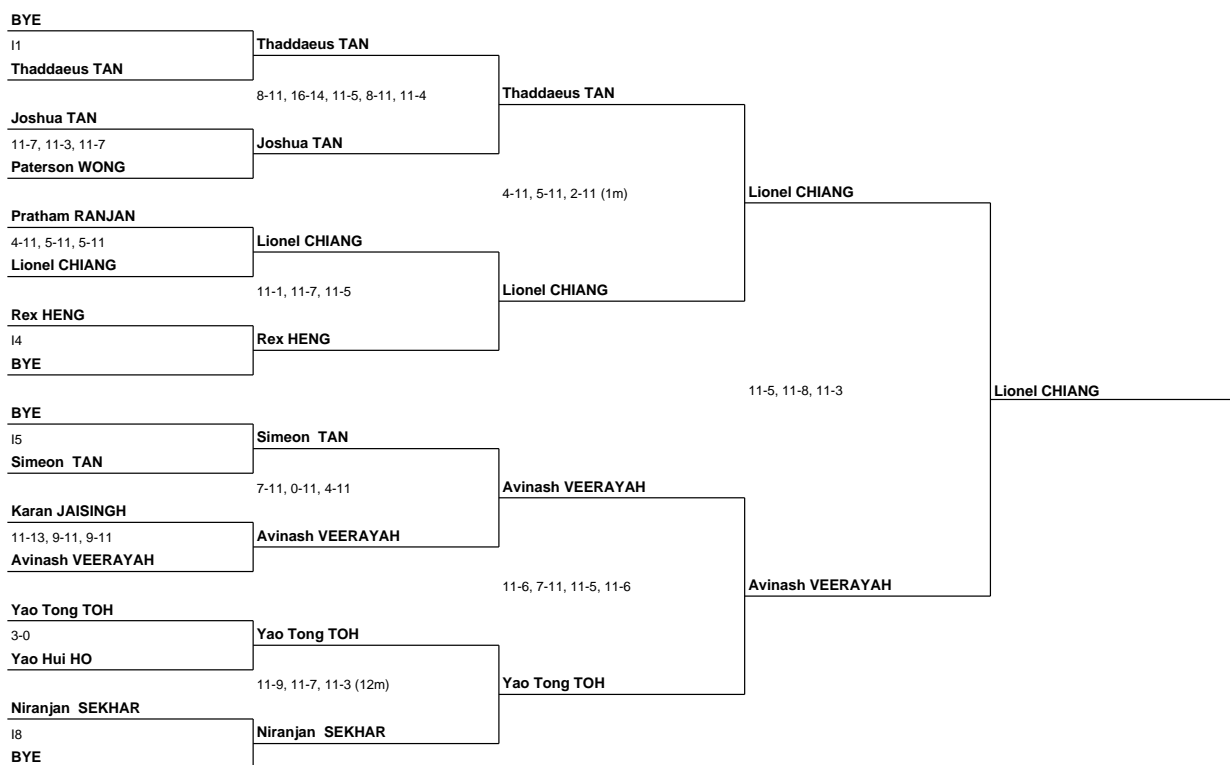 BYE
I1
Thaddaeus TAN
Thaddaeus TAN
8-11, 16-14, 11-5, 8-11, 11-4
Thaddaeus TAN
Joshua TAN
11-7, 11-3, 11-7
Joshua TAN
Paterson WONG
4-11, 5-11, 2-11 (1m)
Lionel CHIANG
Pratham RANJAN
4-11, 5-11, 5-11
Lionel CHIANG
Lionel CHIANG
11-1, 11-7, 11-5
Lionel CHIANG
Rex HENG
I4
Rex HENG
BYE
11-5, 11-8, 11-3
Lionel CHIANG
BYE
I5
Simeon  TAN
Simeon  TAN
7-11, 0-11, 4-11
Avinash VEERAYAH
Karan JAISINGH
11-13, 9-11, 9-11
Avinash VEERAYAH
Avinash VEERAYAH
11-6, 7-11, 11-5, 11-6
Avinash VEERAYAH
Yao Tong TOH
3-0
Yao Tong TOH
Yao Hui HO
11-9, 11-7, 11-3 (12m)
Yao Tong TOH
Niranjan  SEKHAR
I8
Niranjan  SEKHAR
BYE